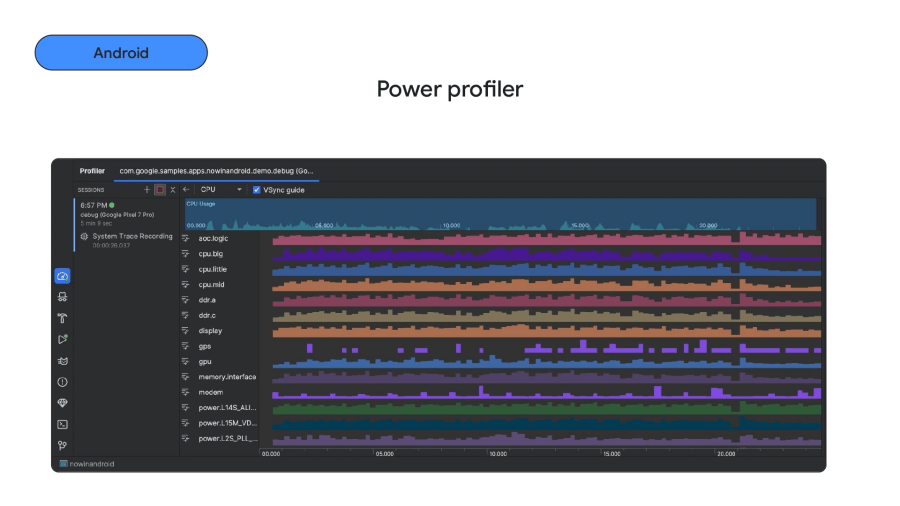 Android
Power profiler
Profiler com.google.samples.apps.nowinandroid.demo.debug (Go...
SESSIONS CPU VSync guide
6:57 PM
debug (Google Pixel 7 Pro)
5 min 9 sec
System Trace Recording
00:00:26.037
CPU Usage
00.000 05.000 10.000 15.000 20.000
aoc.logic
cpu.big
cpu.little
cpu.mid
ddr.a
ddr.c
display
gps
gpu
memory.interface
modem
power.L14S_ALI...
power.L15M_VD...
power.L2S_PLL_...
00.000 05.000 10.000 15.000 20.000
nowinandroid